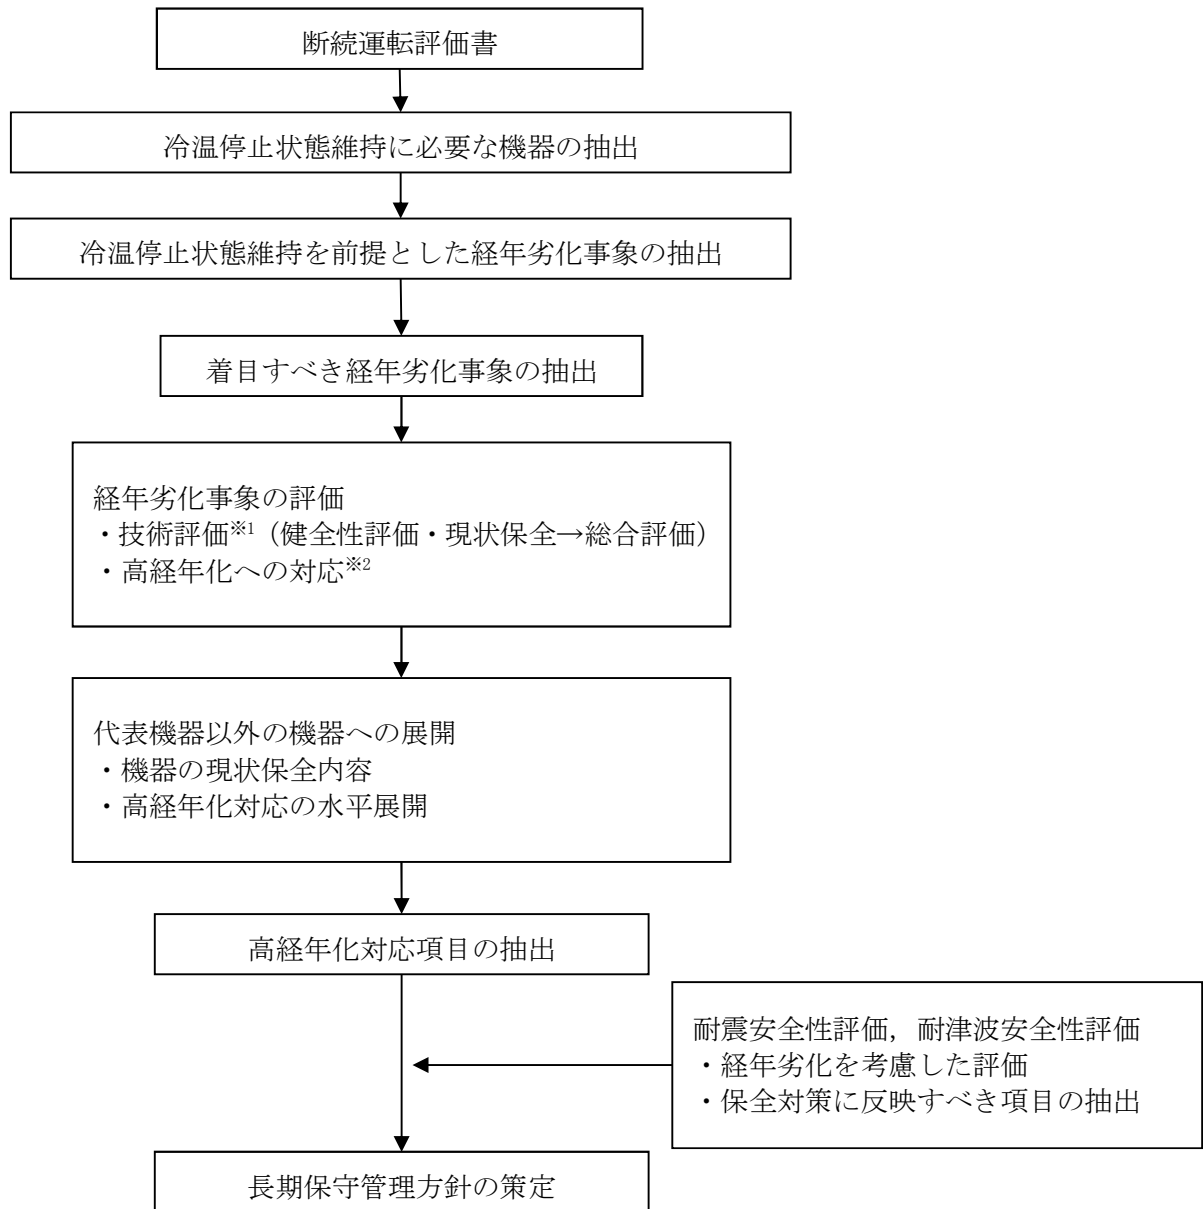 断続運転評価書
冷温停止状態維持に必要な機器の抽出
冷温停止状態維持を前提とした経年劣化事象の抽出
着目すべき経年劣化事象の抽出
経年劣化事象の評価
・技術評価※1（健全性評価・現状保全→総合評価）
・高経年化への対応※2
代表機器以外の機器への展開
・機器の現状保全内容
・高経年化対応の水平展開
高経年化対応項目の抽出
耐震安全性評価，耐津波安全性評価
・経年劣化を考慮した評価
・保全対策に反映すべき項目の抽出
長期保守管理方針の策定